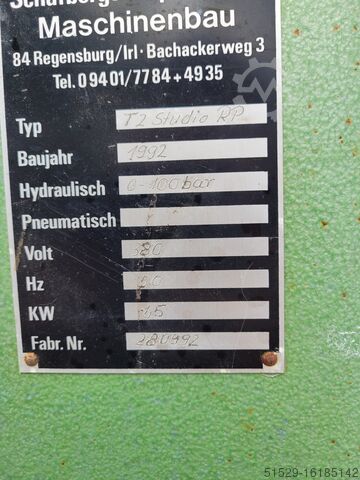 Maschinenbau
84 Regensburg/Irl · Bachackerweg 3
Tel. 0 94 01/77 84 + 49 35
Typ T2 Studio RP
Baujahr 1992
Hydraulisch 0-100 bar
Pneumatisch
Volt 380
Hz 50
KW
Fabr. Nr.
51529-16185142